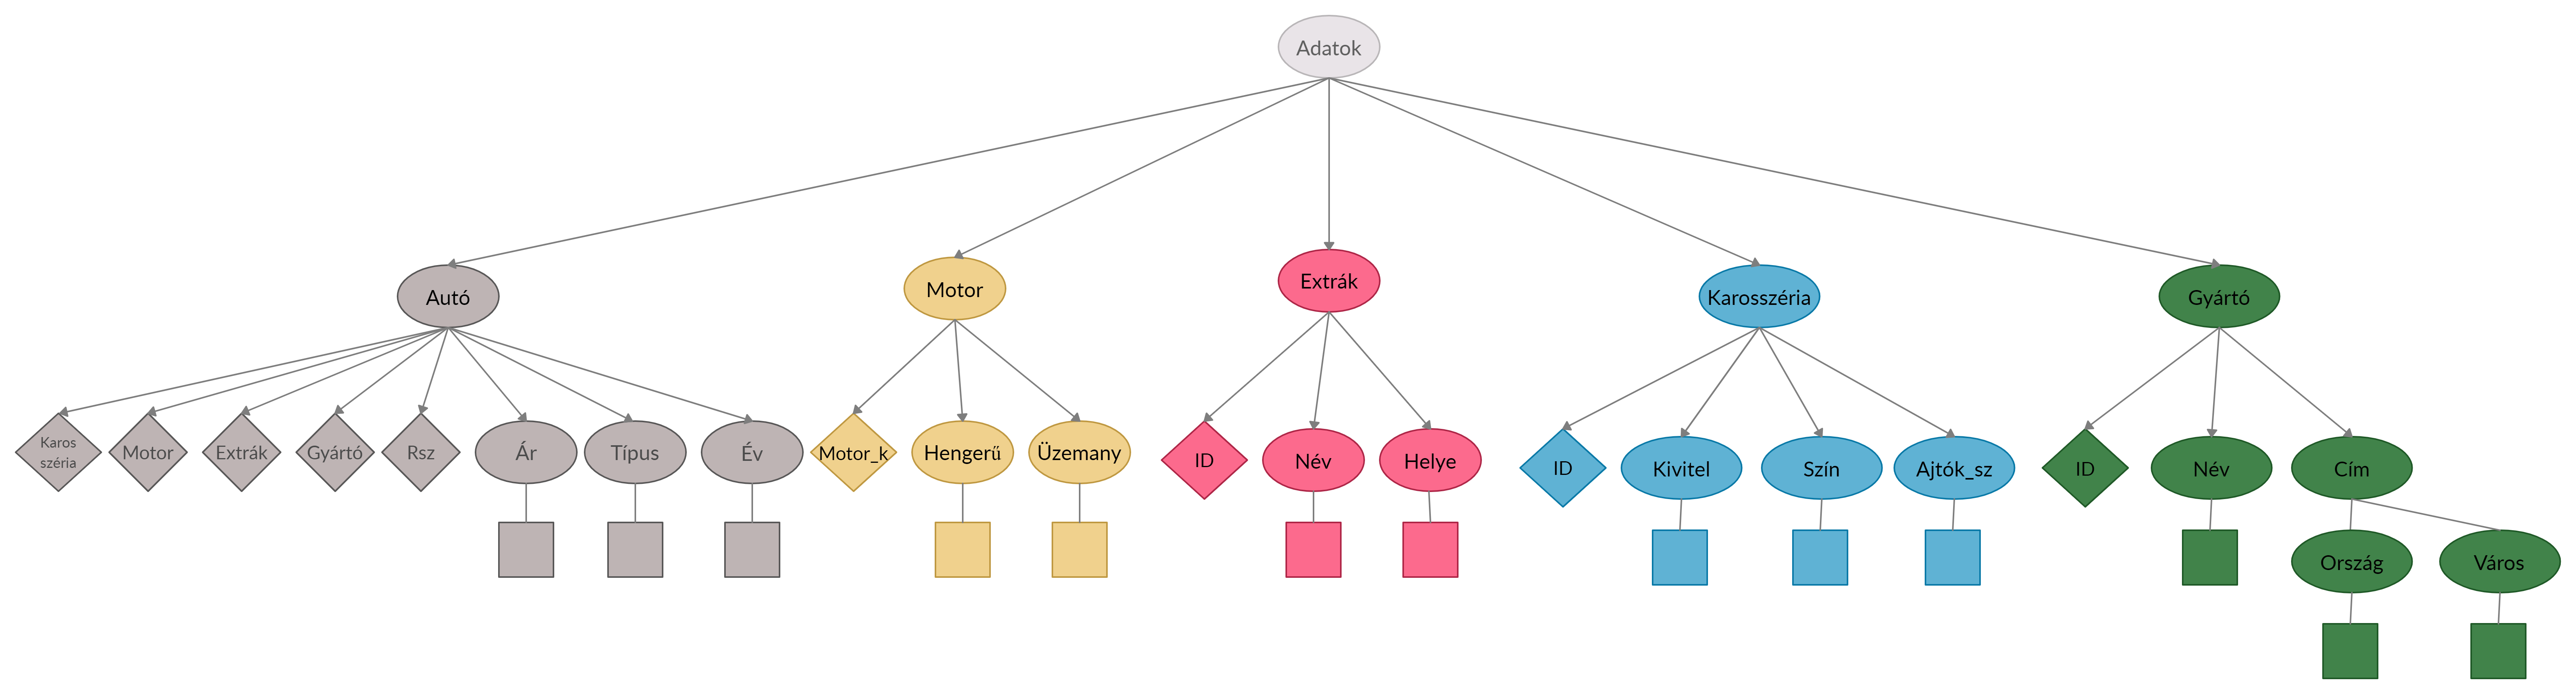 Adatok
Autó
Motor
Extrák
Karosszéria
Gyártó
Karos
széria
Motor
Extrák
Gyártó
Rsz
Ár
Típus
Év
Motor_k
Hengerű
Üzemany
ID
Név
Helye
ID
Kivitel
Szín
Ajtók_sz
ID
Név
Cím
Ország
Város